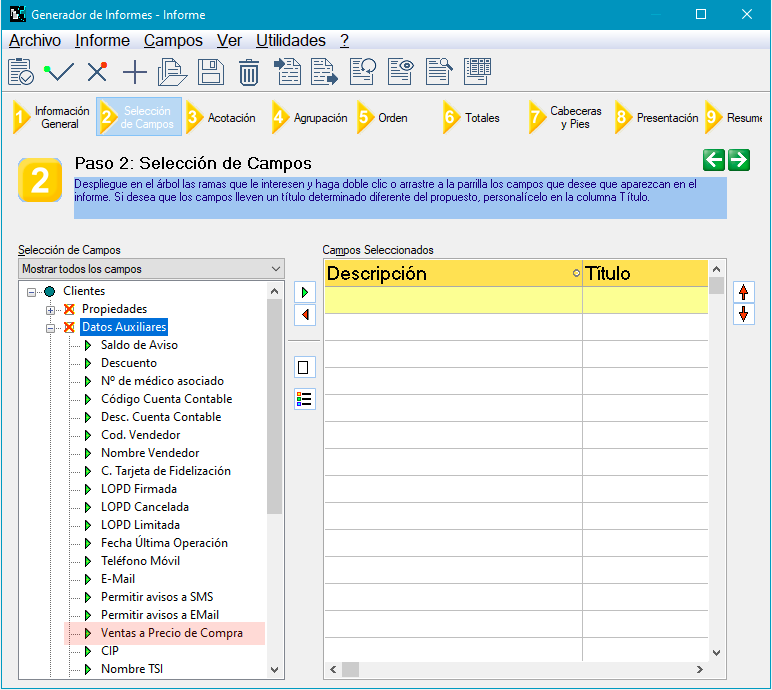 Generador de Informes - Informe
Archivo Informe Campos Ver Utilidades ?
1 Información General
2 Selección de Campos
3 Acotación
4 Agrupación
5 Orden
6 Totales
7 Cabeceras y Pies
8 Presentación
9 Resume
2
Paso 2: Selección de Campos
Despliegue en el árbol las ramas que le interesen y haga doble clic o arrastre a la parrilla los campos que desee que aparezcan en el
informe. Si desea que los campos lleven un título determinado diferente del propuesto, personalícelo en la columna Título.
Selección de Campos
Mostrar todos los campos
Clientes
Propiedades
Datos Auxiliares
Saldo de Aviso
Descuento
Nº de médico asociado
Código Cuenta Contable
Desc. Cuenta Contable
Cod. Vendedor
Nombre Vendedor
C. Tarjeta de Fidelización
LOPD Firmada
LOPD Cancelada
LOPD Limitada
Fecha Última Operación
Teléfono Móvil
E-Mail
Permitir avisos a SMS
Permitir avisos a EMail
Ventas a Precio de Compra
CIP
Nombre TSI
Campos Seleccionados
Descripción Título